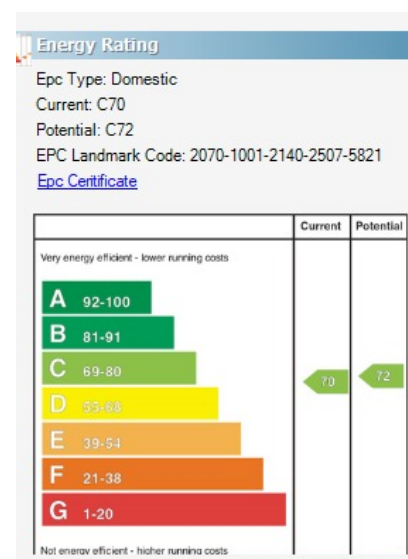 Energy Rating
Epc Type: Domestic
Current: C70
Potential: C72
EPC Landmark Code: 2070-1001-2140-2507-5821
Epc Ceritificate
Current Potential
Very energy efficient - lower running costs
A 92-100
B 81-91
C 69-80
70 72
D 55-68
E 39-54
F 21-38
G 1-20
Not energy efficient - higher running costs